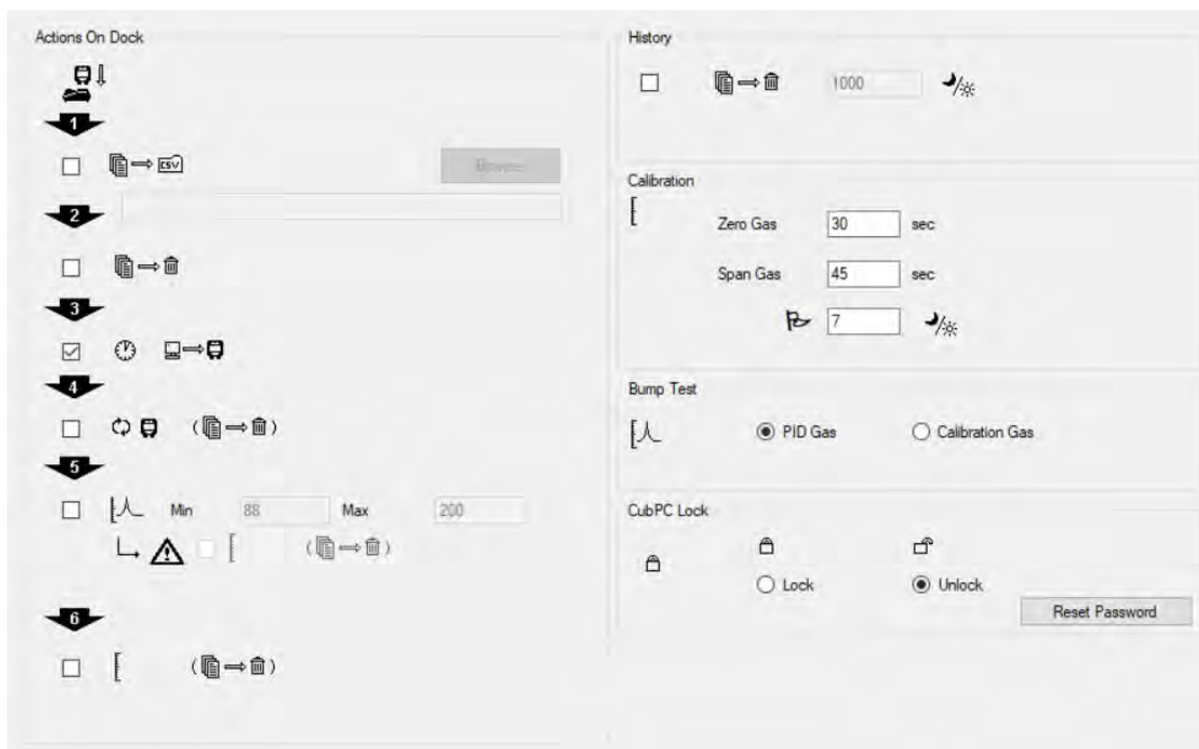 Actions On Dock
1
CSV
Browse
2
3
4
5
Min 88 Max 200
6
History
1000
Calibration
Zero Gas 30 sec
Span Gas 45 sec
7
Bump Test
PID Gas Calibration Gas
CubPC Lock
Lock Unlock
Reset Password